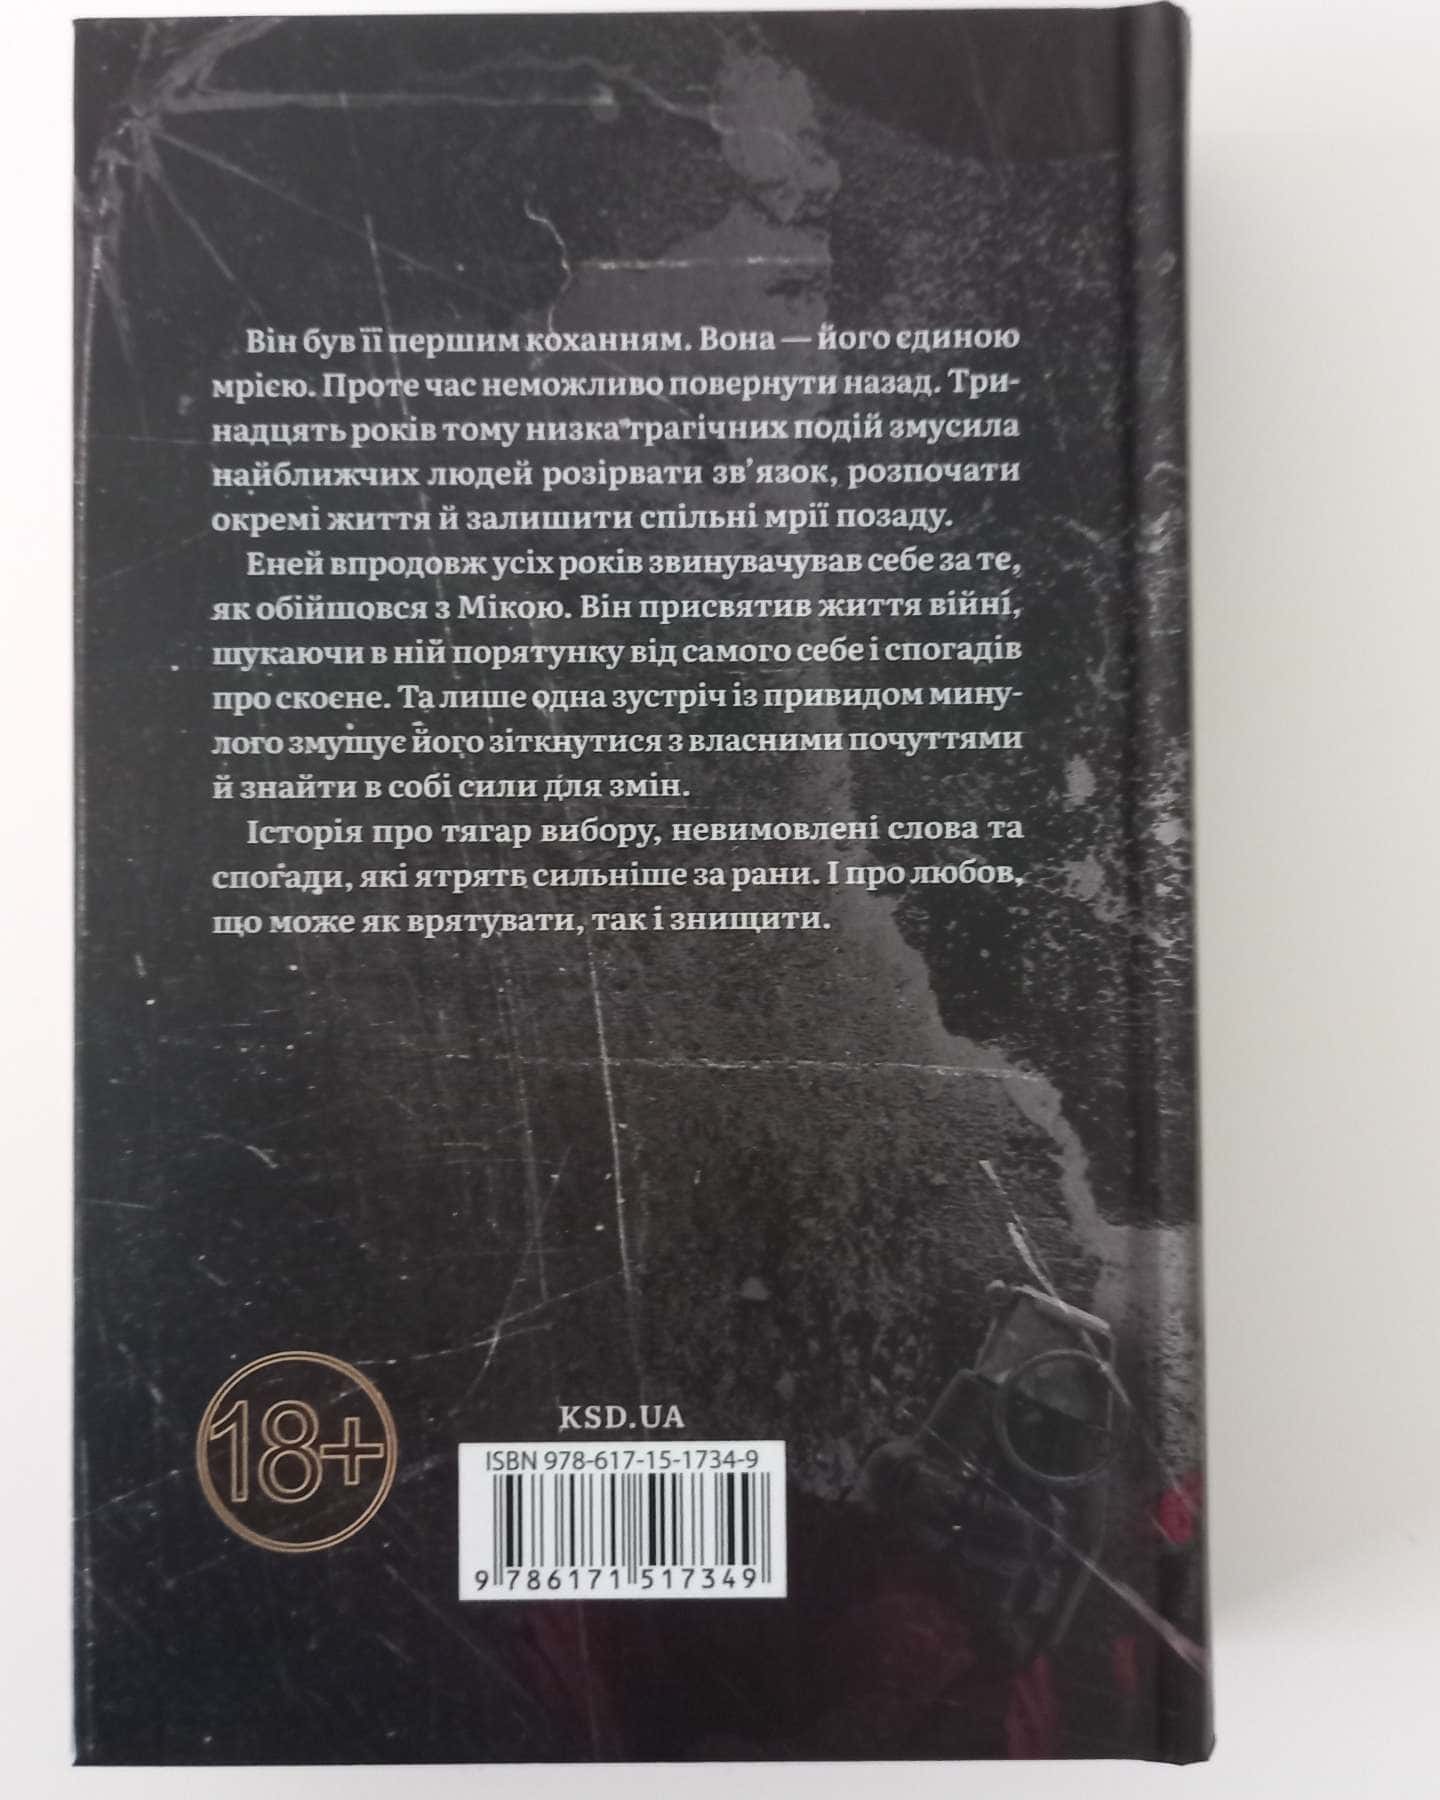 Він був її першим коханням. Вона — його єдиною
мрією. Проте час неможливо повернути назад. Три-
надцять років тому низка трагічних подій змусила
найближчих людей розірвати зв’язок, розпочати
окремі життя й залишити спільні мрії позаду.
Еней впродовж усіх років звинувачував себе за те,
як обійшовся з Мікою. Він присвятив життя війні,
шукаючи в ній порятунку від самого себе і спогадів
про скоєне. Та лише одна зустріч із привидом мину-
лого змушує його зіткнутися з власними почуттями
й знайти в собі сили для змін.
Історія про тягар вибору, невимовлені слова та
спогади, які ятрять сильніше за рани. І про любов,
що може як врятувати, так і знищити.
18+
KSD.UA
ISBN 978-617-15-1734-9
9 786171 517349